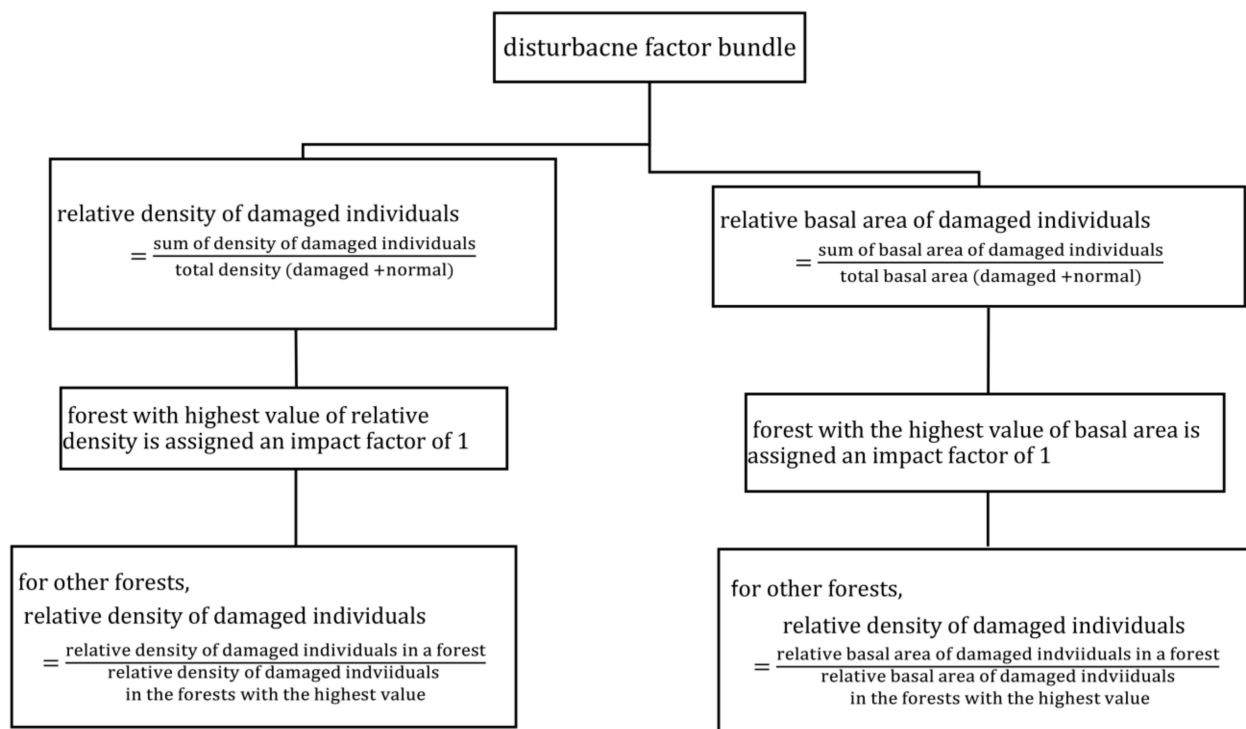 disturbacne factor bundle
relative density of damaged individuals
= sum of density of damaged individuals
total density (damaged +normal)
relative basal area of damaged individuals
= sum of basal area of damaged individuals
total basal area (damaged +normal)
forest with highest value of relative
density is assigned an impact factor of 1
forest with the highest value of basal area is
assigned an impact factor of 1
for other forests,
relative density of damaged individuals
= relative density of damaged individuals in a forest
relative density of damaged indviiduals
in the forests with the highest value
for other forests,
relative density of damaged individuals
= relative basal area of damaged indviiduals in a forest
relative basal area of damaged indviiduals
in the forests with the highest value